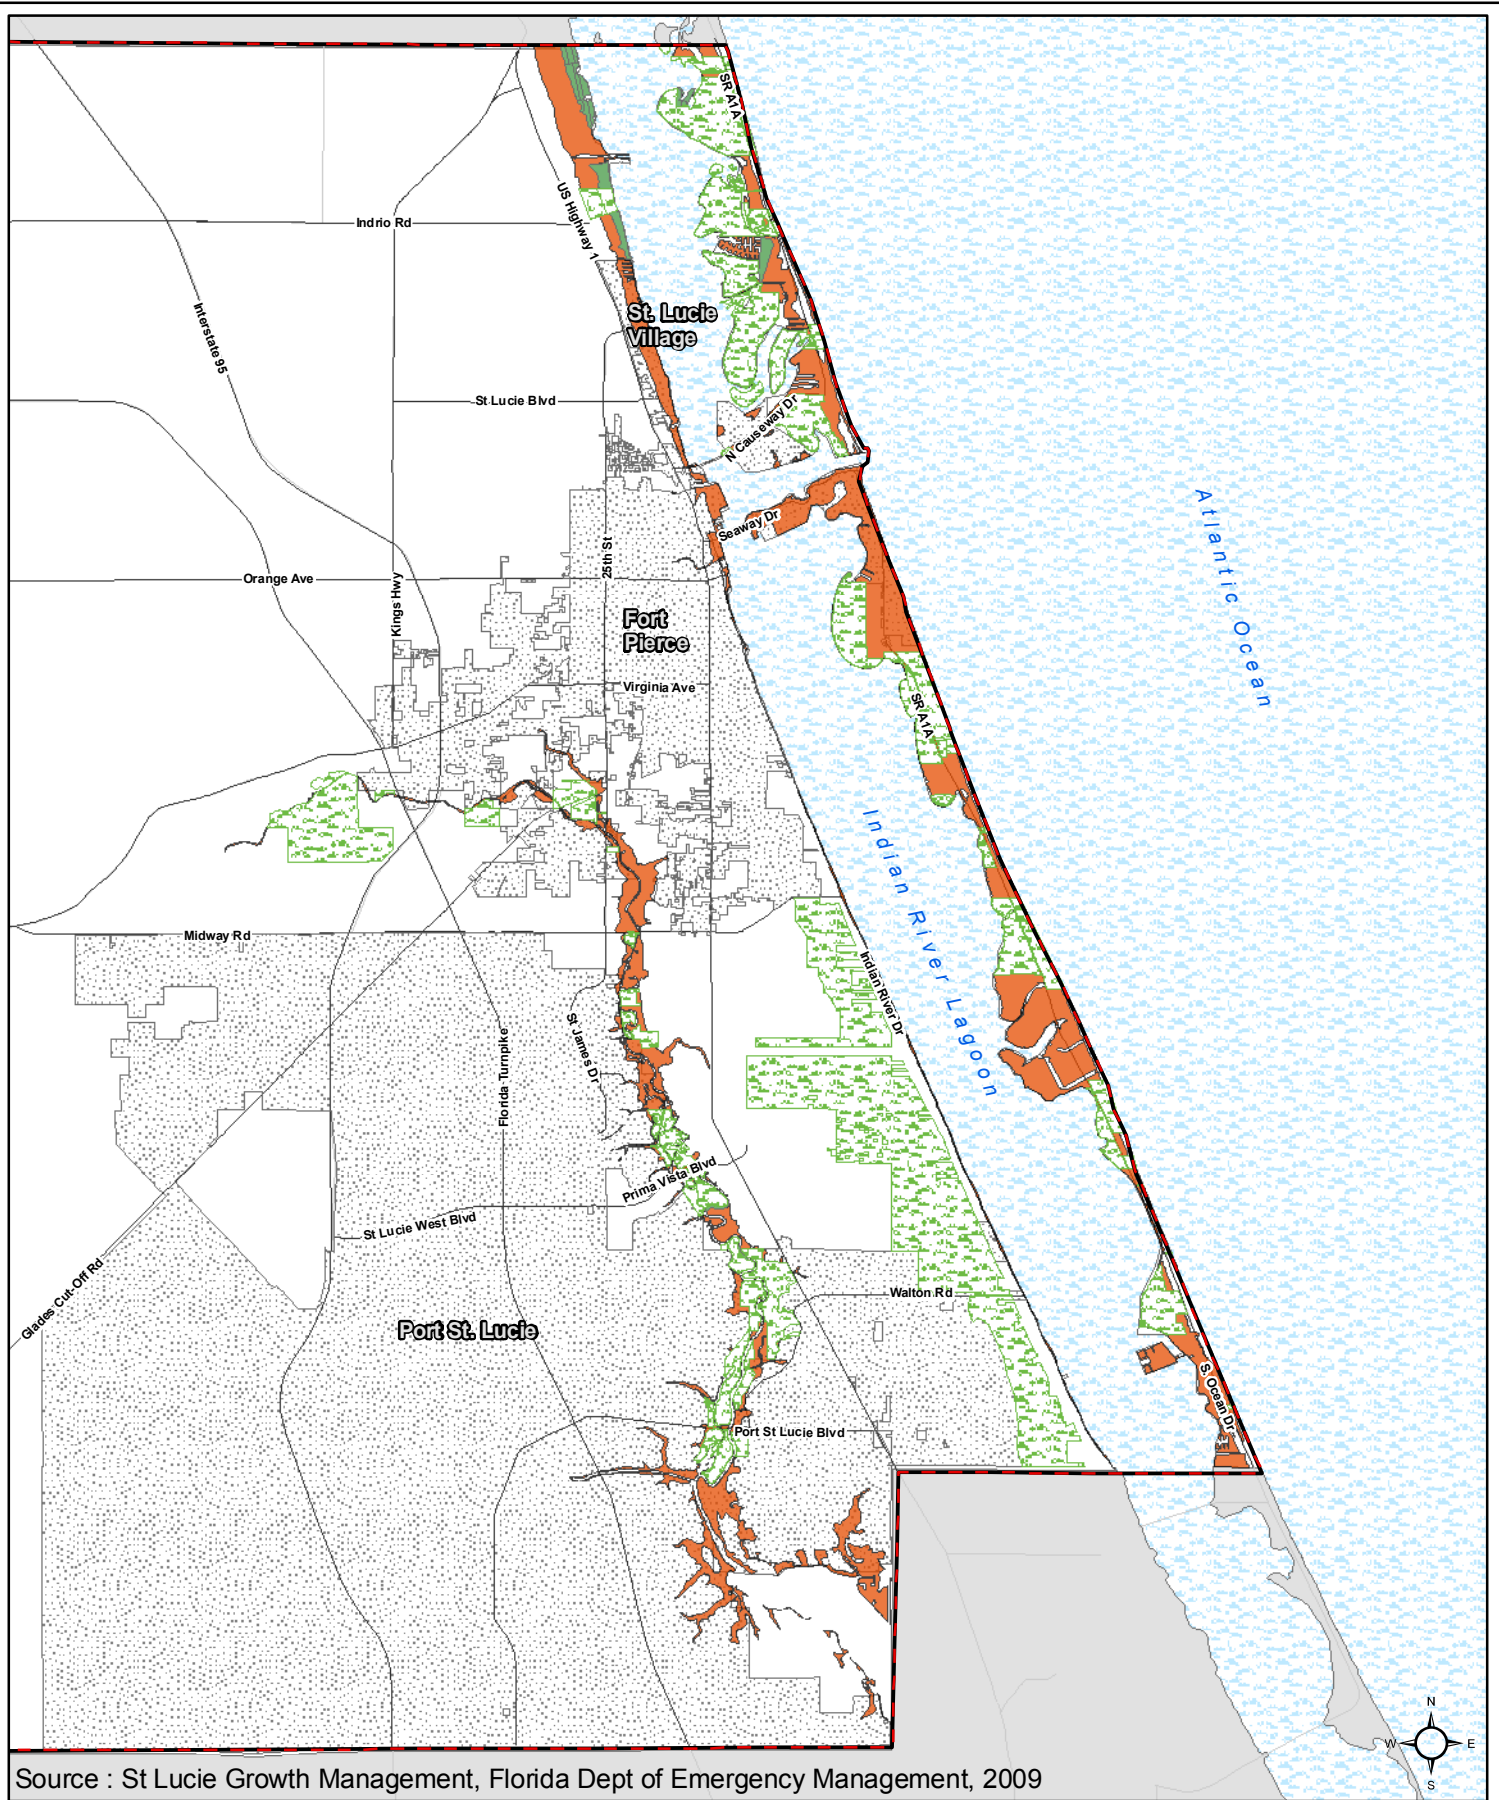 SR A1A
US Highway 1
Indrio Rd
Interstate 95
St. Lucie
Village
St Lucie Blvd
N Causeway Dr
Seaway Dr
Atlantic Ocean
25th St
Orange Ave
Kings Hwy
Fort
Pierce
Virginia Ave
SR A1A
Indian River Lagoon
Midway Rd
Indian River Dr
St James Dr
Florida Turnpike
Prima Vista Blvd
St Lucie West Blvd
Glades Cut-Off Rd
Walton Rd
Port St. Lucie
S. Ocean Dr
Port St Lucie Blvd
N
W
E
S
Source : St Lucie Growth Management, Florida Dept of Emergency Management, 2009